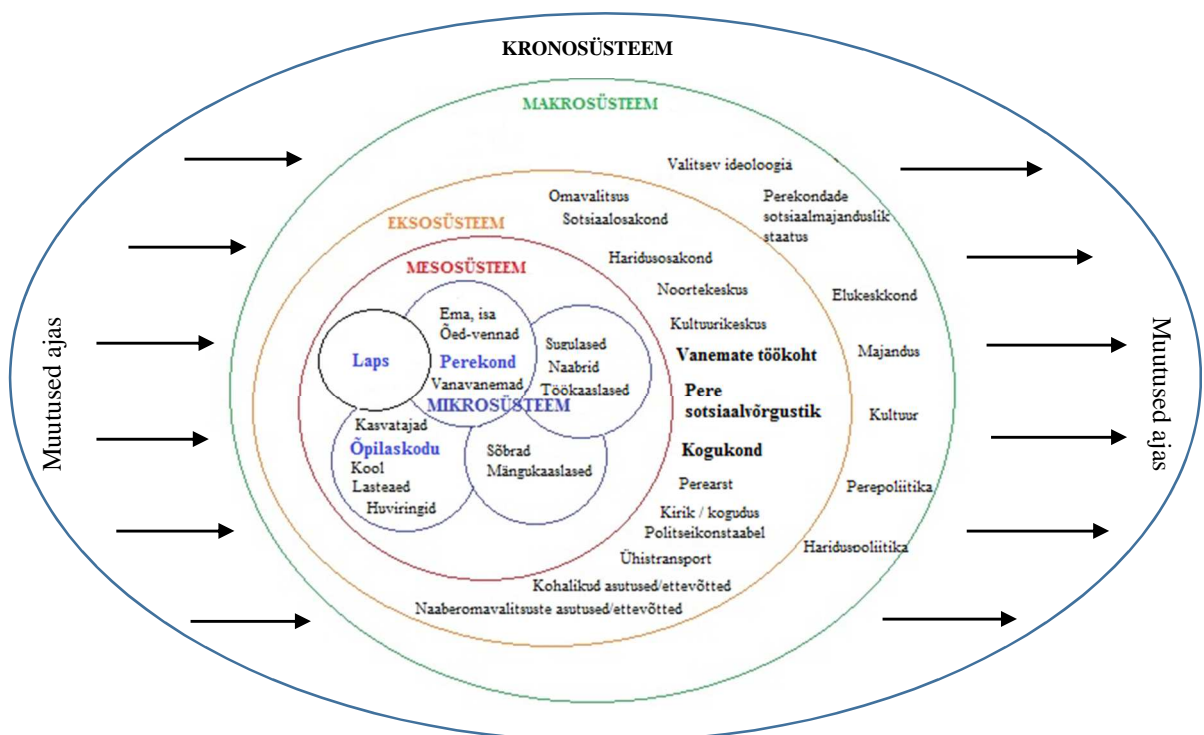 KRONOSÜSTEEM
MAKROSÜSTEEM
Valitsev ideoloogia
Perekondade
sotsiaalmajanduslik
staatus
Elukeskkond
Majandus
Kultuur
Perepoliitika
Hariduspoliitika
EKSOSÜSTEEM
Omavalitsus
Sotsiaalosakond
Haridusosakond
Noortekeskus
Kultuurikeskus
Vanemate töökoht
Pere
sotsiaalvõrgustik
Kogukond
Perearst
Kirik / kogudus
Politseikonstaabel
Ühistransport
Kohalikud asutused/ettevõtted
Naaberomavalitsuste asutused/ettevõtted
MESOSÜSTEEM
Laps
Ema, isa
Õed-vennad
Perekond
Vanavanemad
MIKROSÜSTEEM
Sugulased
Naabrid
Töökaaslased
Kasvatajad
Õpilaskodu
Kool
Lasteaed
Huviringid
Sõbrad
Mängukaaslased
Muutused ajas
Muutused ajas